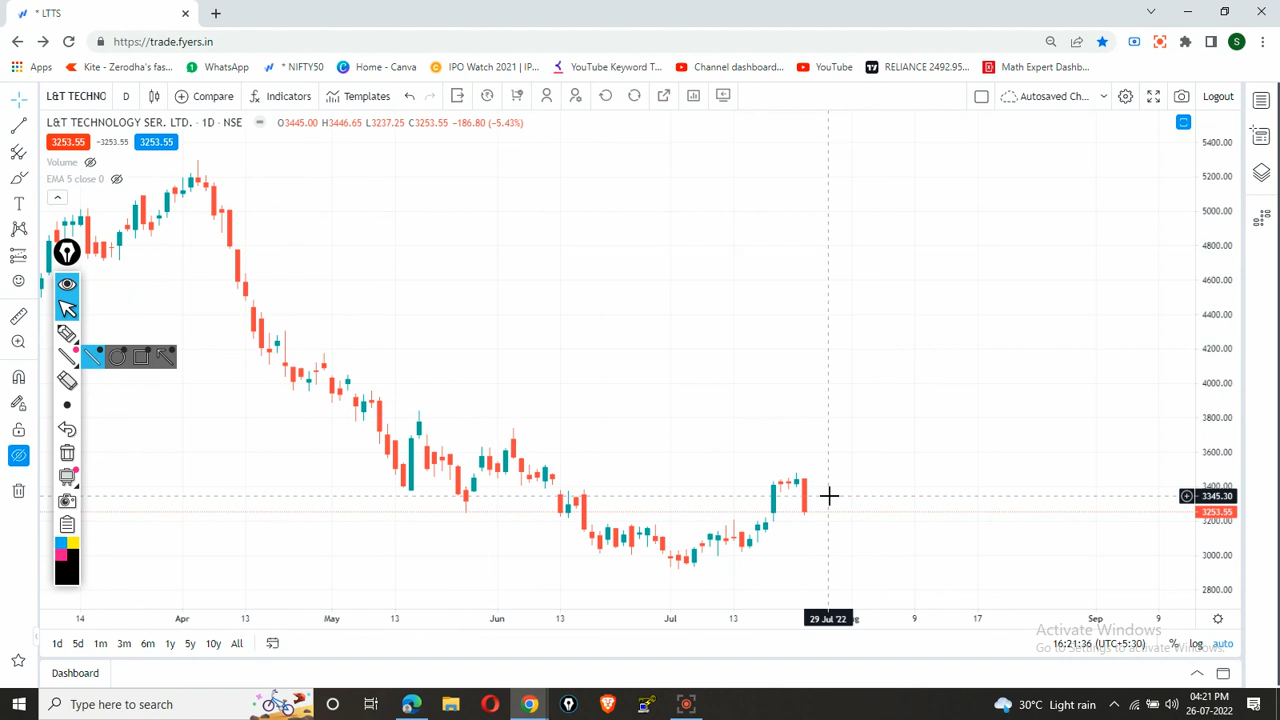 * LTTS
https://trade.fyers.in
Apps
Kite - Zerodha's fas...
WhatsApp
* NIFTY50
Home - Canva
IPO Watch 2021 | IP...
YouTube Keyword T...
Channel dashboard...
YouTube
RELIANCE 2492.95...
Math Expert Dashb...
L&T TECHNO
D
Compare
Indicators
Templates
Autosaved Ch...
Logout
L&T TECHNOLOGY SER. LTD. · 1D · NSE
O3445.00 H3446.65 L3237.25 C3253.55 −186.80 (−5.43%)
3253.55
−3253.55
3253.55
Volume
EMA 5 close 0
5400.00
5200.00
5000.00
4800.00
4600.00
4400.00
4200.00
4000.00
3800.00
3600.00
3400.00
3345.30
3253.55
3200.00
3000.00
2800.00
14
Apr
13
May
13
Jun
13
Jul
13
29 Jul '22
9
17
Sep
9
1d
5d
1m
3m
6m
1y
5y
10y
All
16:21:36 (UTC+5:30)
%
log
auto
Activate Windows
Go to Settings to activate Windows.
Dashboard
Type here to search
30°C Light rain
04:21 PM
26-07-2022